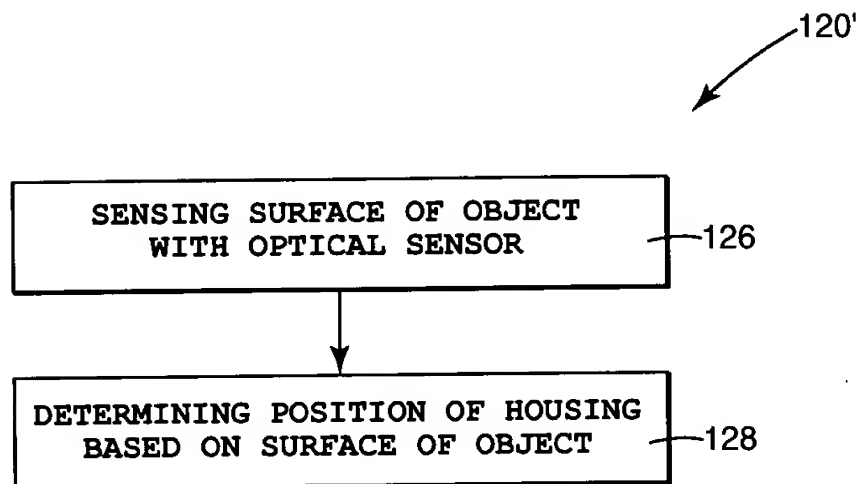 120'
SENSING SURFACE OF OBJECT
WITH OPTICAL SENSOR
126
DETERMINING POSITION OF HOUSING
BASED ON SURFACE OF OBJECT
128